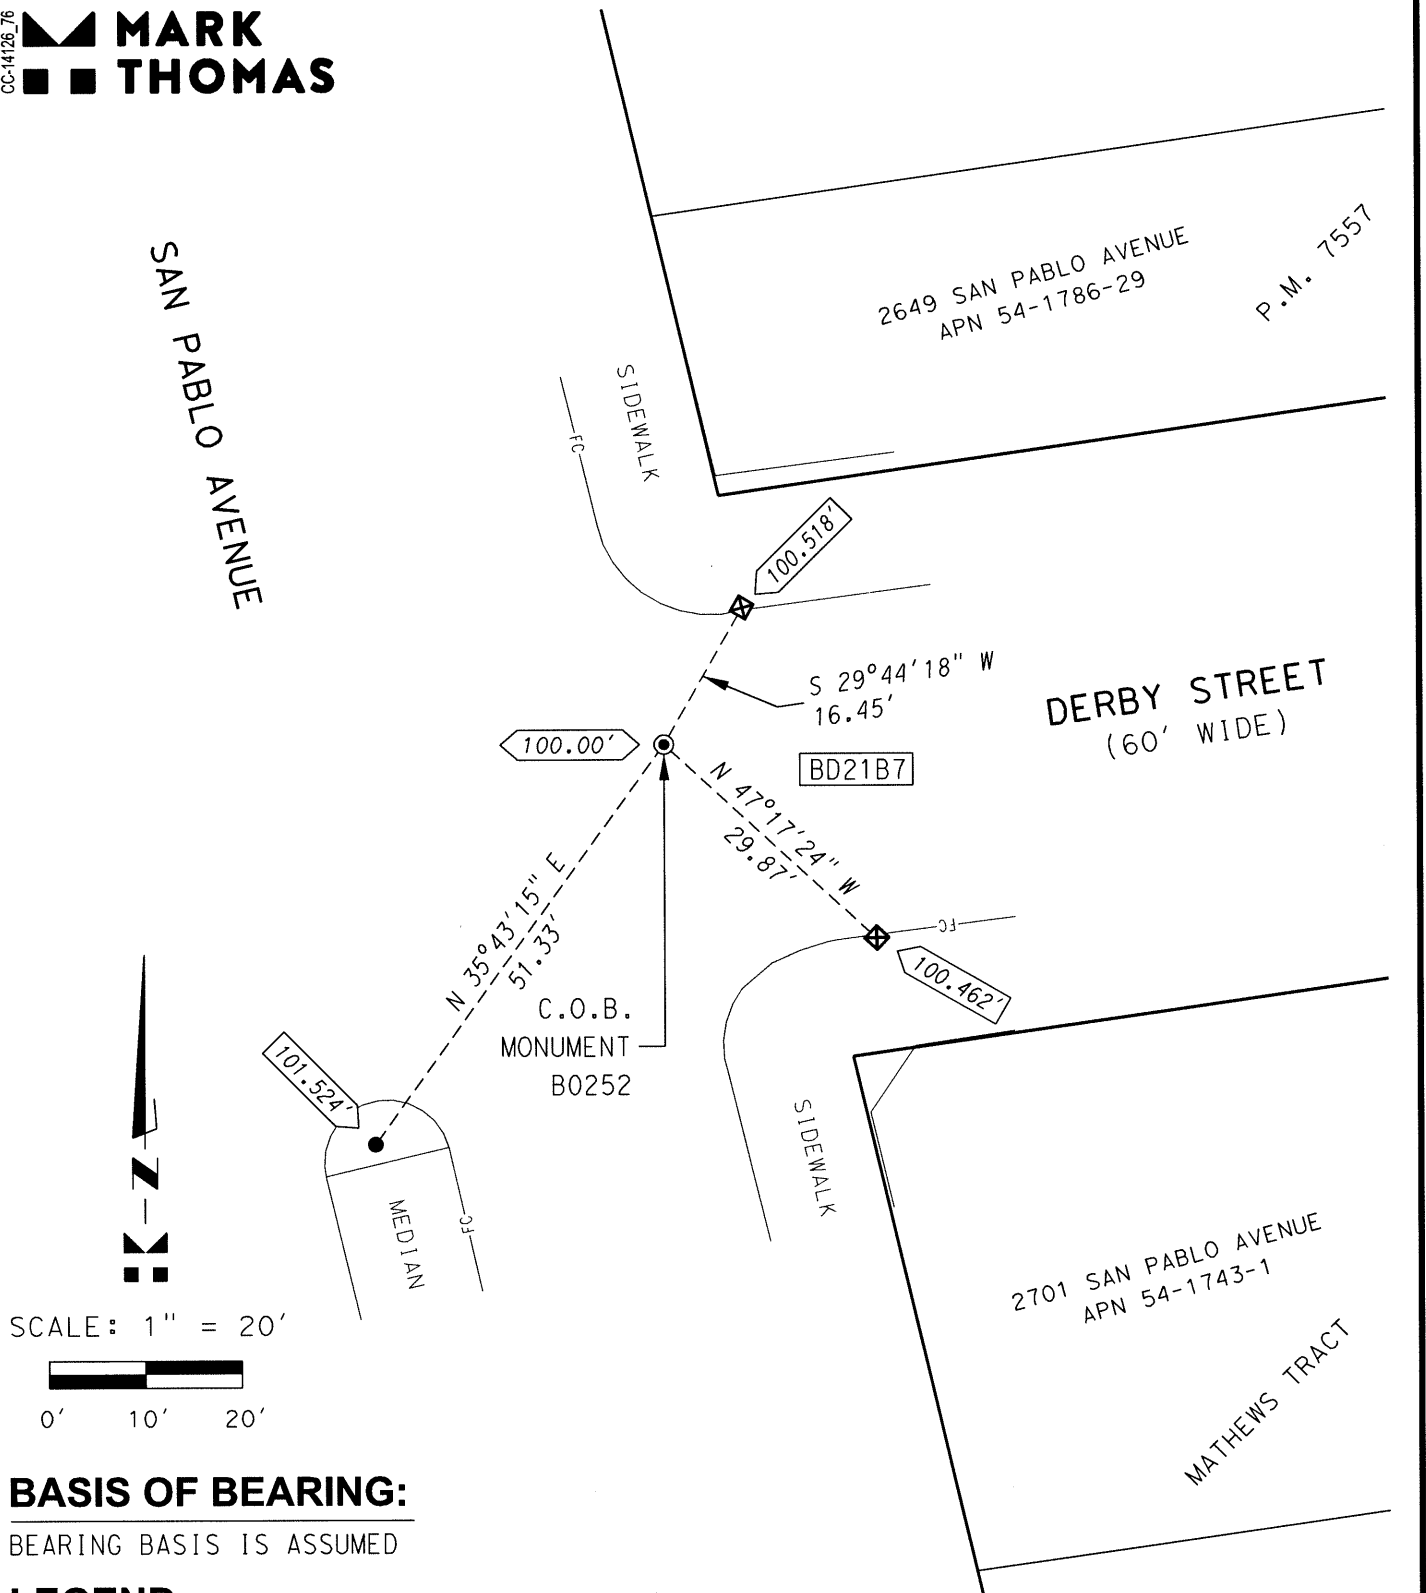 CC-14126_76
MARK
THOMAS
SAN PABLO AVENUE
2649 SAN PABLO AVENUE
APN 54-1786-29
P.M. 7557
SIDEWALK
FC
100.518'
S 29°44'18" W
16.45'
DERBY STREET
(60' WIDE)
100.00'
BD21B7
N 47°17'24" W
29.87'
N 35°43'15" E
51.33'
FC
100.462'
C.O.B.
MONUMENT
B0252
101.524'
SIDEWALK
MEDIAN
FC
N
2701 SAN PABLO AVENUE
APN 54-1743-1
MATHEWS TRACT
SCALE: 1" = 20'
0' 10' 20'
BASIS OF BEARING:
BEARING BASIS IS ASSUMED